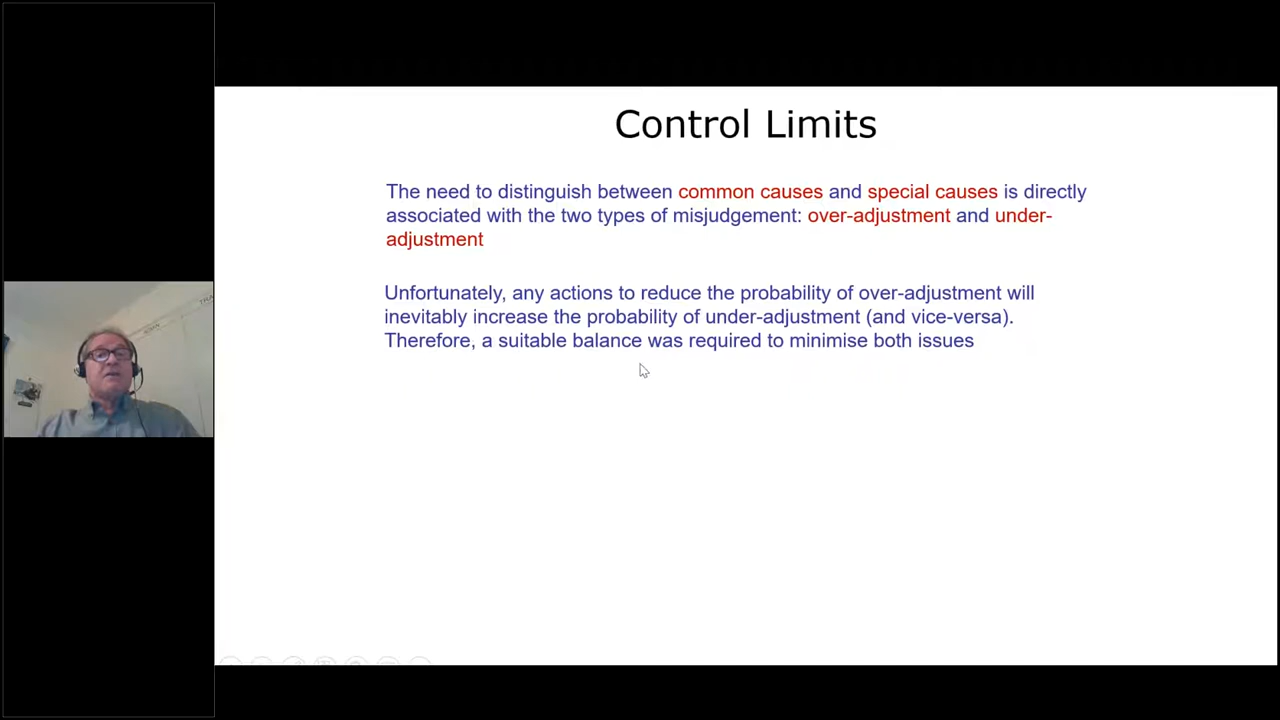 Control Limits
The need to distinguish between common causes and special causes is directly
associated with the two types of misjudgement: over-adjustment and under-
adjustment
Unfortunately, any actions to reduce the probability of over-adjustment will
inevitably increase the probability of under-adjustment (and vice-versa).
Therefore, a suitable balance was required to minimise both issues